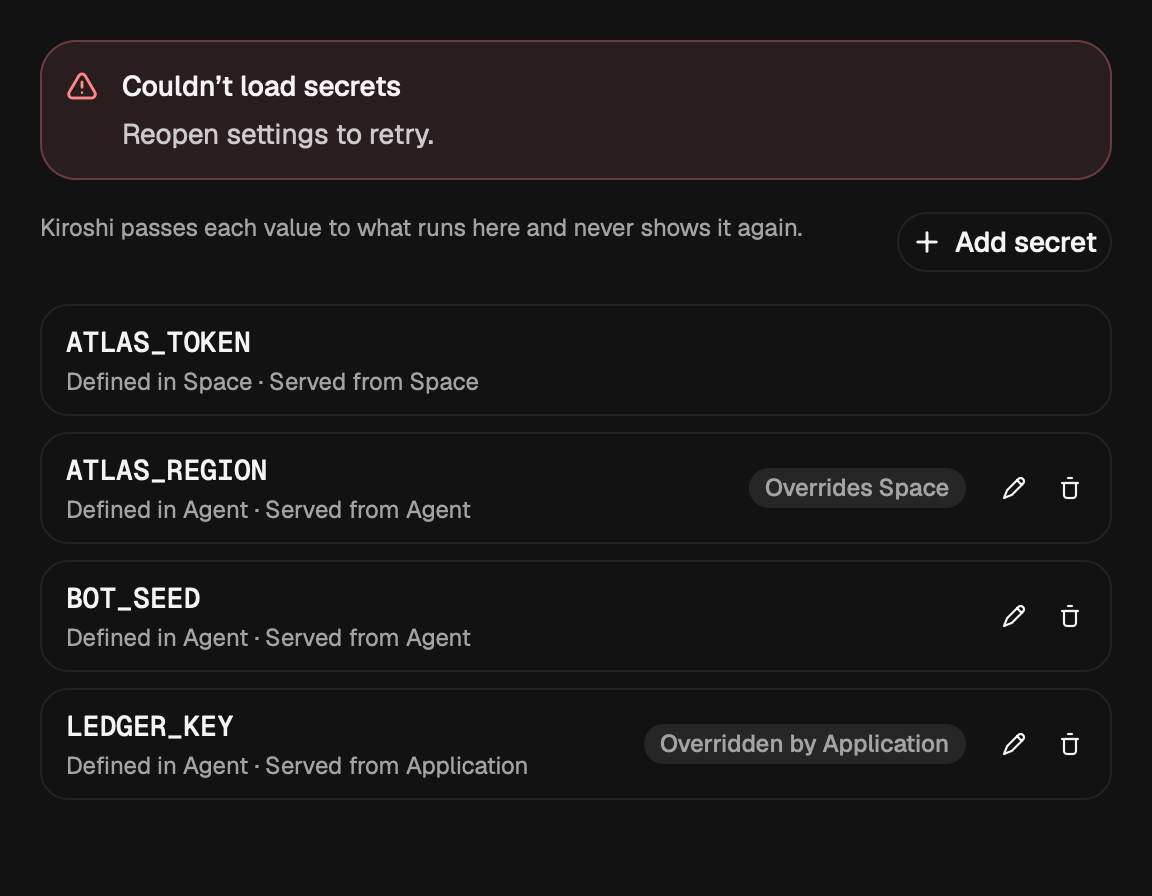 Couldn’t load secrets
Reopen settings to retry.
Kiroshi passes each value to what runs here and never shows it again.
Add secret
ATLAS_TOKEN
Defined in Space · Served from Space
ATLAS_REGION
Defined in Agent · Served from Agent
Overrides Space
BOT_SEED
Defined in Agent · Served from Agent
LEDGER_KEY
Defined in Agent · Served from Application
Overridden by Application